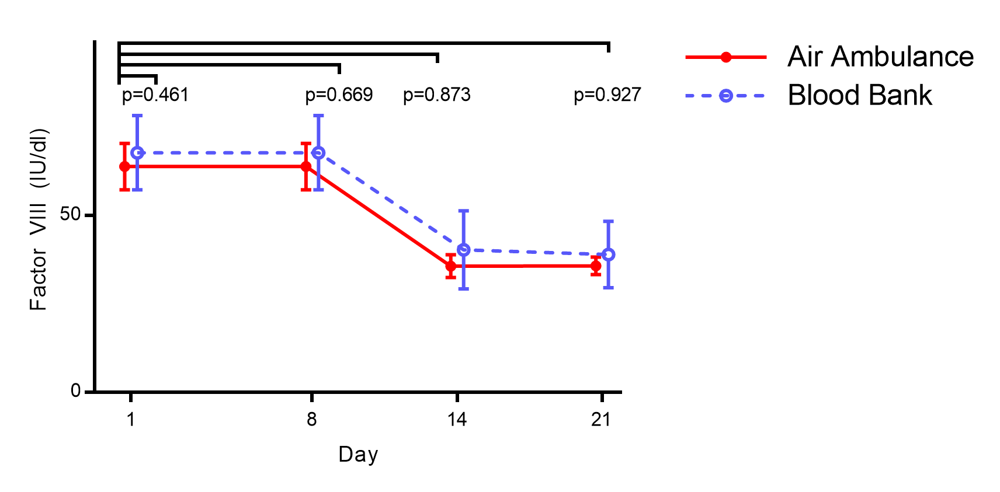 Air Ambulance
Blood Bank
p=0.461
p=0.669
p=0.873
p=0.927
Factor VIII (IU/dl)
50
0
1
8
14
21
Day